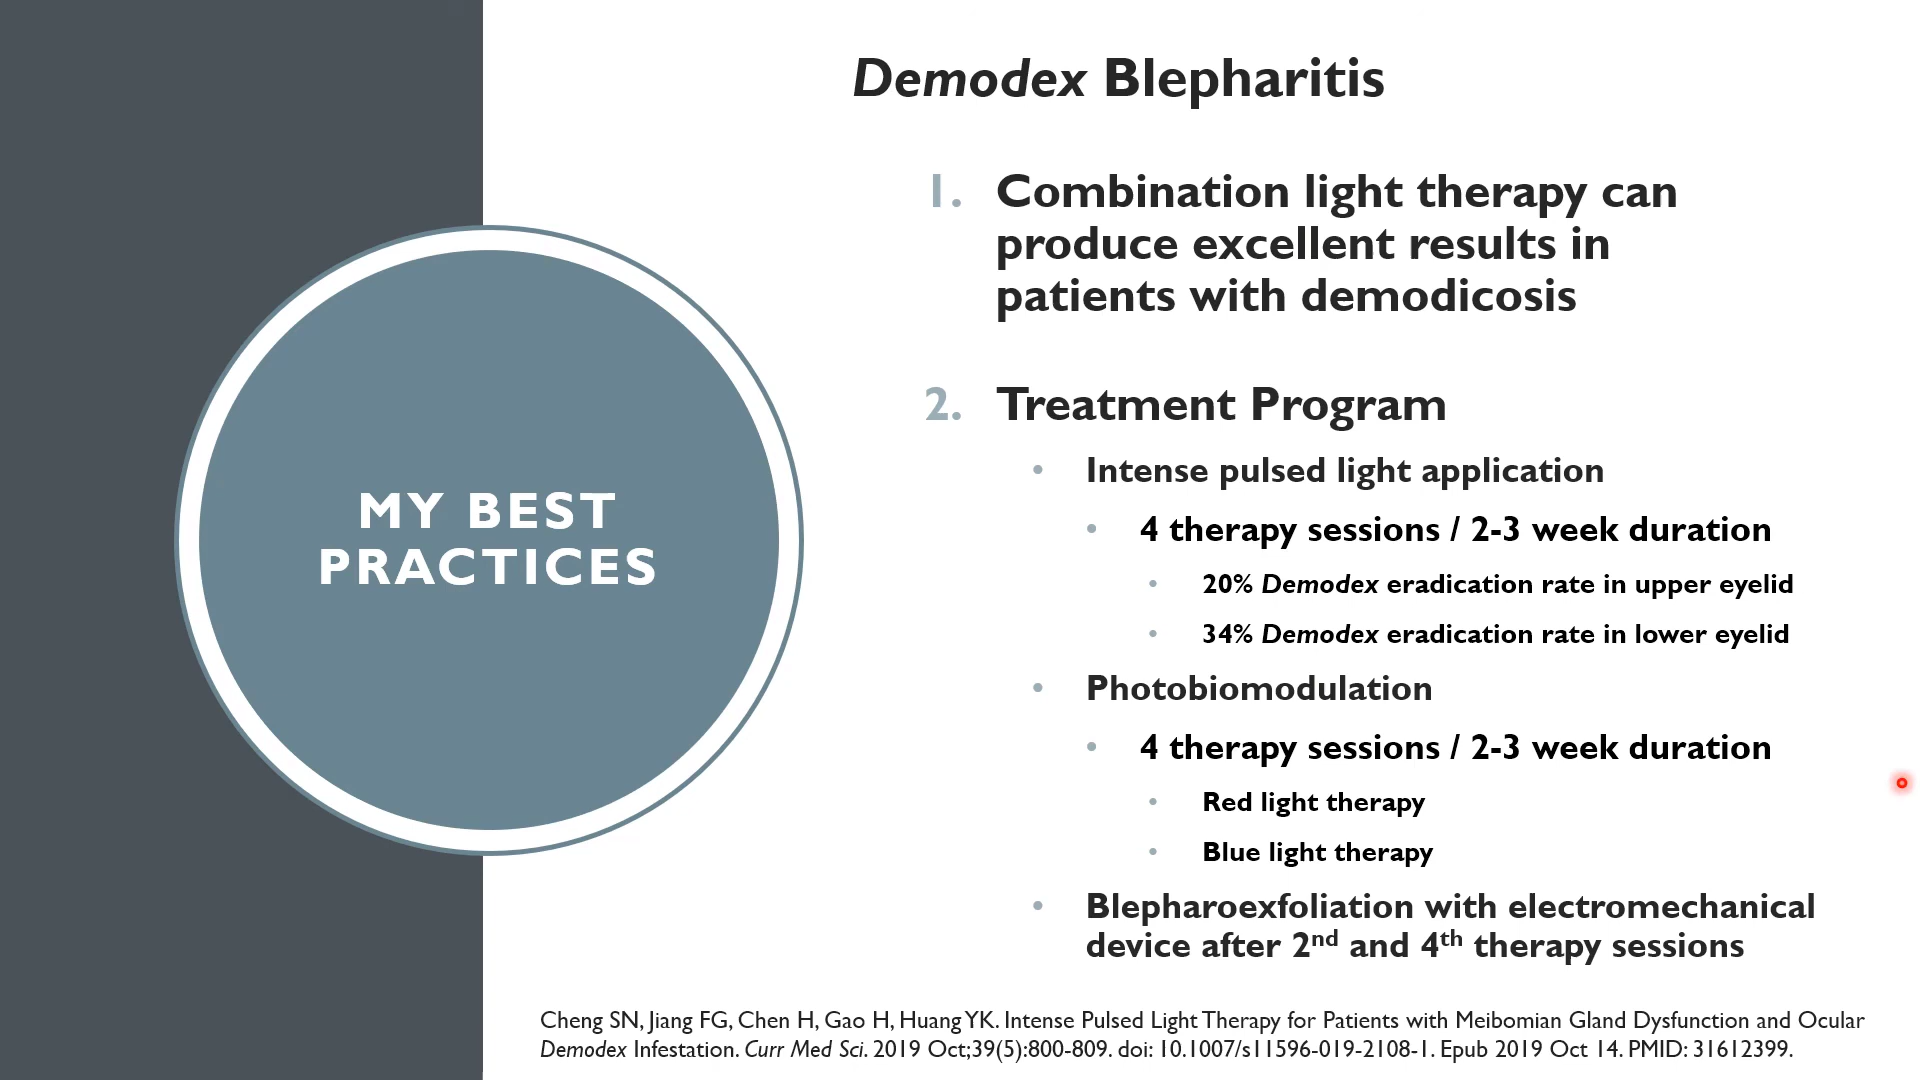 Demodex Blepharitis
MY BEST
PRACTICES
1. Combination light therapy can
produce excellent results in
patients with demodicosis
2. Treatment Program
• Intense pulsed light application
• 4 therapy sessions / 2-3 week duration
• 20% Demodex eradication rate in upper eyelid
• 34% Demodex eradication rate in lower eyelid
• Photobiomodulation
• 4 therapy sessions / 2-3 week duration
• Red light therapy
• Blue light therapy
• Blepharoexfoliation with electromechanical
device after 2nd and 4th therapy sessions
Cheng SN, Jiang FG, Chen H, Gao H, Huang YK. Intense Pulsed Light Therapy for Patients with Meibomian Gland Dysfunction and Ocular
Demodex Infestation. Curr Med Sci. 2019 Oct;39(5):800-809. doi: 10.1007/s11596-019-2108-1. Epub 2019 Oct 14. PMID: 31612399.